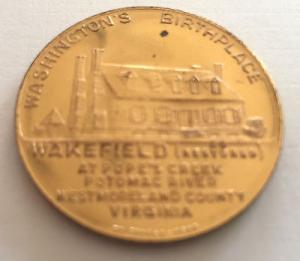 WASHINGTON'S BIRTHPLACE
WAKEFIELD
AT POPE'S CREEK
POTOMAC RIVER
WESTMORELAND COUNTY
VIRGINIA